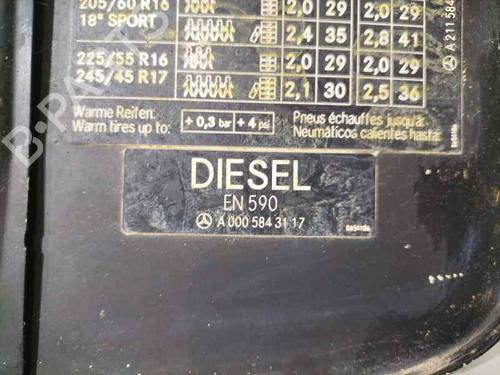 205/60 R16
18" SPORT
2,0 29 2,0 29
2,4 35 2,8 41
225/55 R16
245/45 R17
2,0 29 2,0 29
2,1 30 2,5 36
Warme Reifen:
Warm tires up to:
+ 0,3 bar + 4 psi
Pneus échauffés jusqu'à:
Neumáticos calientes hasta:
A 211 584
DIESEL
EN 590
A 000 584 31 17
B-PARTS